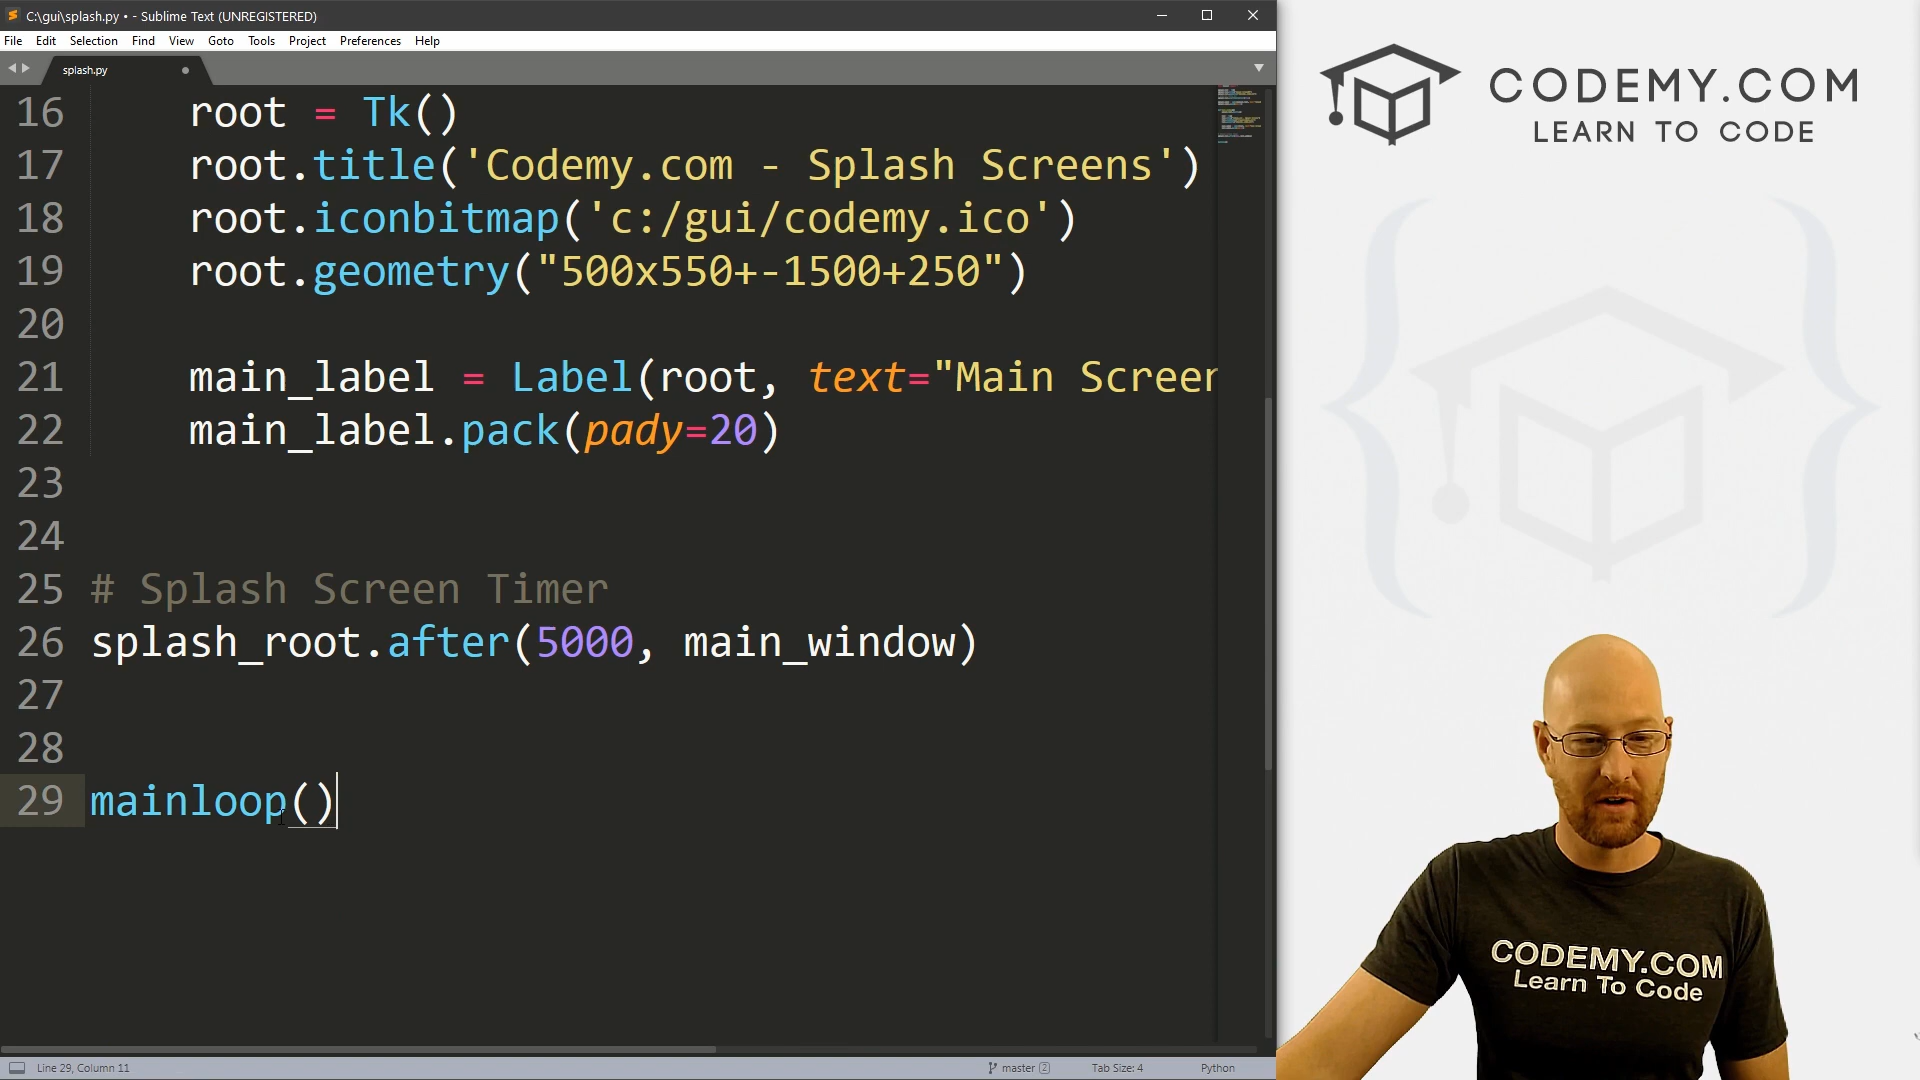 C:\gui\splash.py • - Sublime Text (UNREGISTERED)
File Edit Selection Find View Goto Tools Project Preferences Help
splash.py
16 root = Tk()
17 root.title('Codemy.com - Splash Screens')
18 root.iconbitmap('c:/gui/codemy.ico')
19 root.geometry("500x550+-1500+250")
20
21 main_label = Label(root, text="Main Screen
22 main_label.pack(pady=20)
23
24
25 # Splash Screen Timer
26 splash_root.after(5000, main_window)
27
28
29 mainloop()
Line 29, Column 11
master 2
Tab Size: 4
Python
CODEMY.COM
LEARN TO CODE
CODEMY.COM
Learn To Code